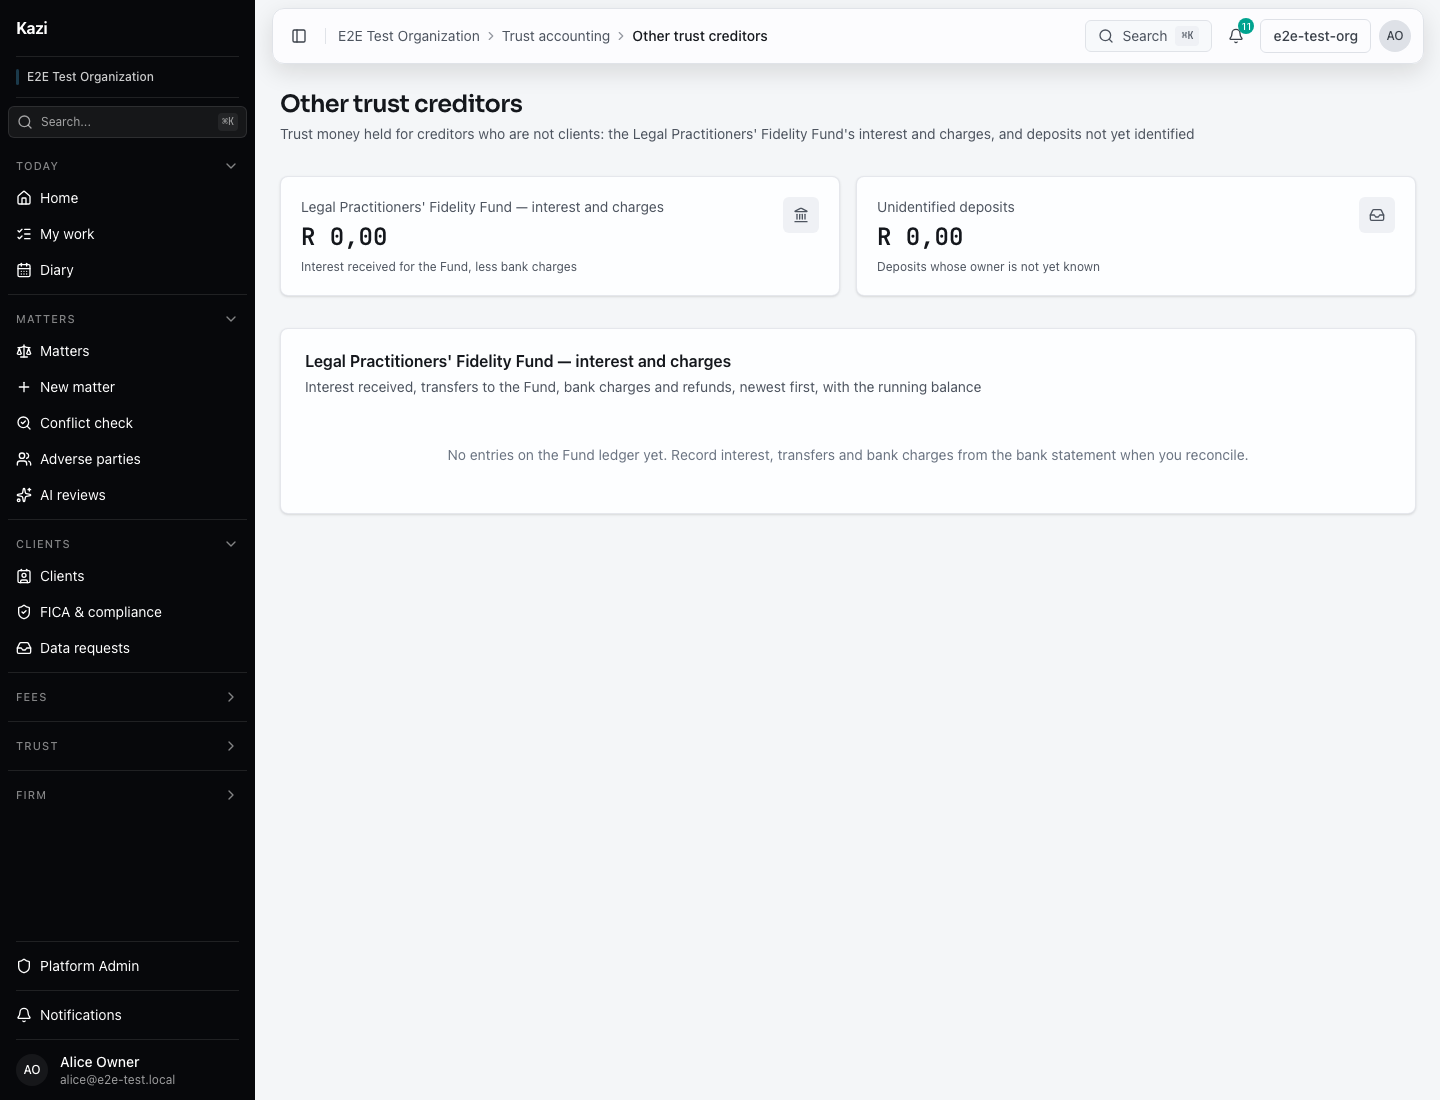 Kazi
E2E Test Organization
Search... ⌘K
TODAY
Home
My work
Diary
MATTERS
Matters
New matter
Conflict check
Adverse parties
AI reviews
CLIENTS
Clients
FICA & compliance
Data requests
FEES
TRUST
FIRM
Platform Admin
Notifications
AO
Alice Owner
alice@e2e-test.local
E2E Test Organization > Trust accounting > Other trust creditors
Search ⌘K
11
e2e-test-org
AO
Other trust creditors
Trust money held for creditors who are not clients: the Legal Practitioners' Fidelity Fund's interest and charges, and deposits not yet identified
Legal Practitioners' Fidelity Fund — interest and charges
R 0,00
Interest received for the Fund, less bank charges
Unidentified deposits
R 0,00
Deposits whose owner is not yet known
Legal Practitioners' Fidelity Fund — interest and charges
Interest received, transfers to the Fund, bank charges and refunds, newest first, with the running balance
No entries on the Fund ledger yet. Record interest, transfers and bank charges from the bank statement when you reconcile.